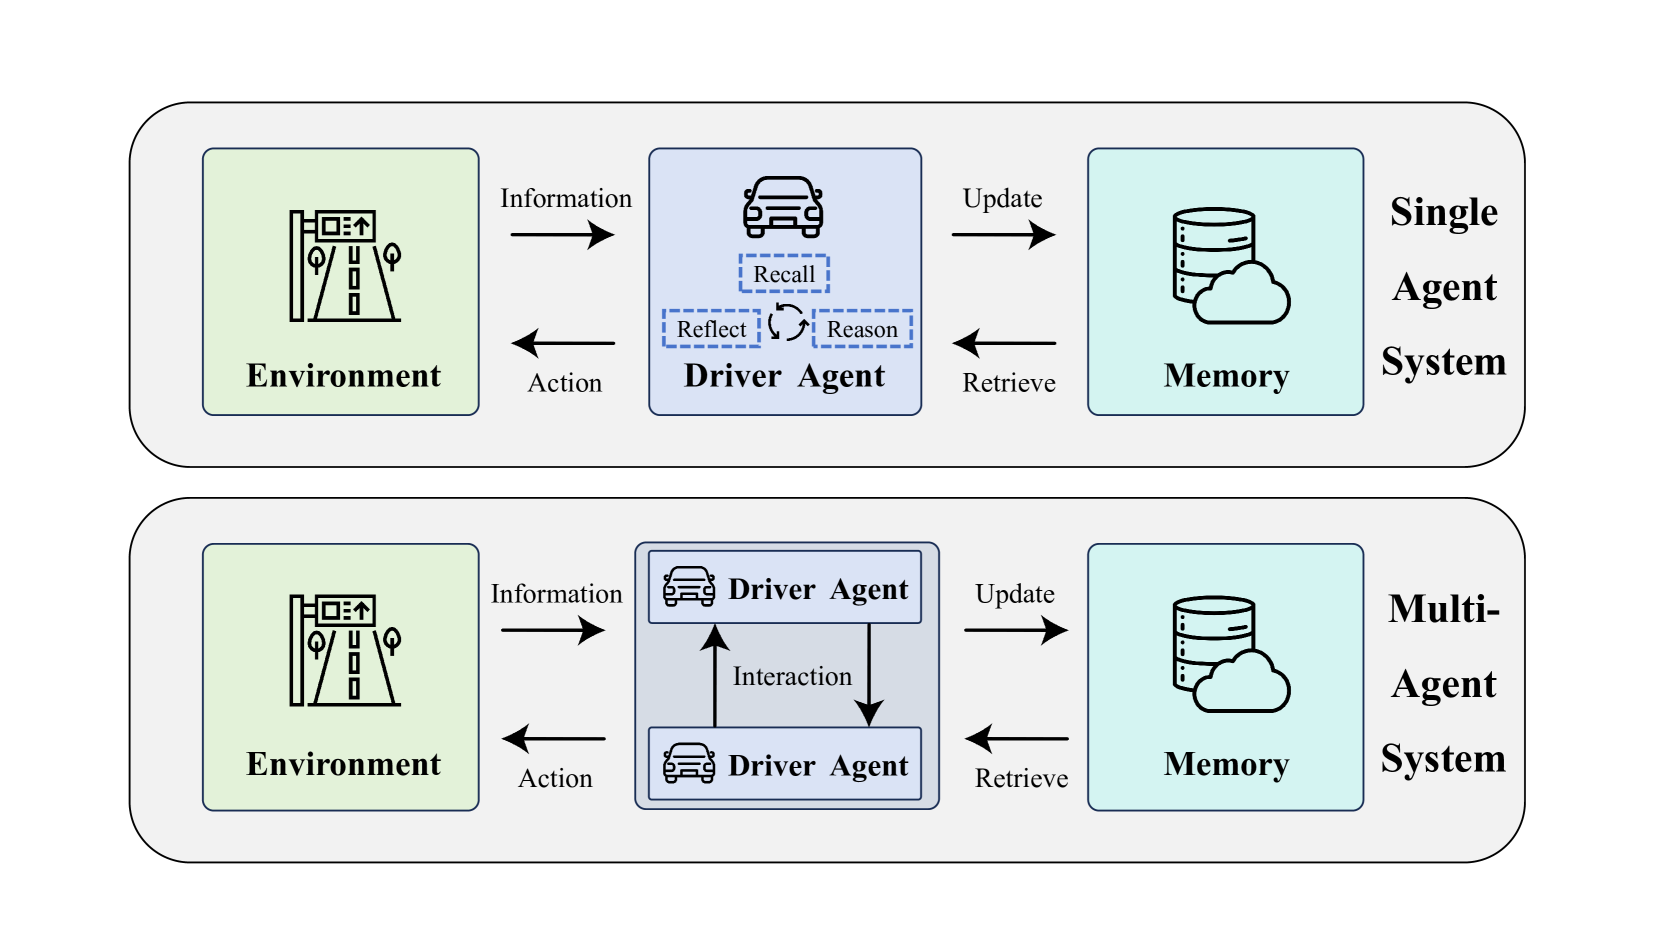 Information
Update
Recall
Reflect
Reason
Environment
Action
Driver Agent
Retrieve
Memory
Single
Agent
System
Information
Update
Driver Agent
Interaction
Driver Agent
Environment
Action
Retrieve
Memory
Multi-
Agent
System